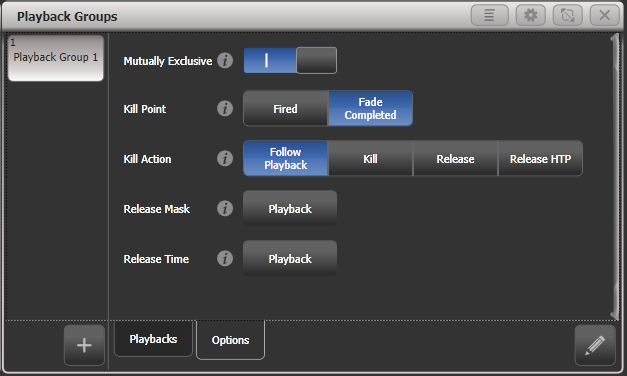 Playback Groups
1
Playback Group 1
Mutually Exclusive
Kill Point
Fired
Fade
Completed
Kill Action
Follow
Playback
Kill
Release
Release HTP
Release Mask
Playback
Release Time
Playback
Playbacks
Options